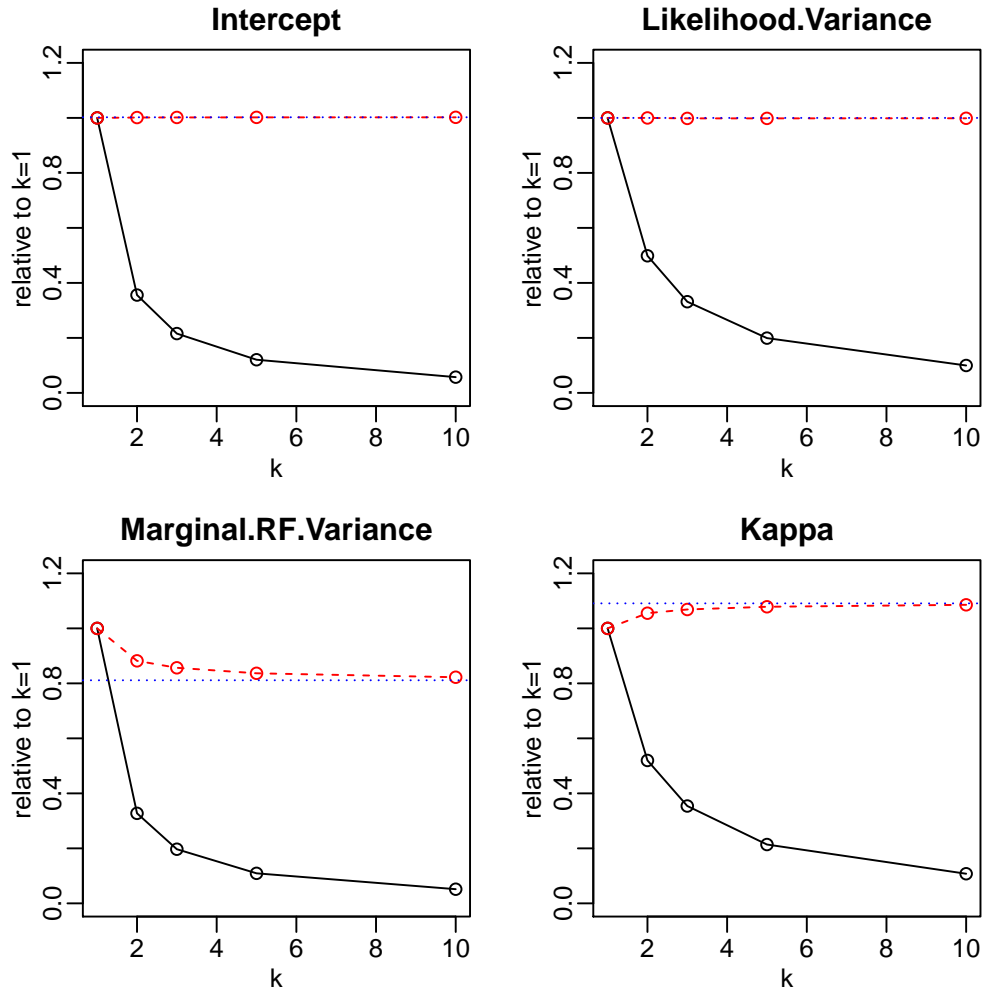 Intercept
relative to k=1
0.0 0.4 0.8 1.2
2 4 6 8 10
k
Likelihood.Variance
relative to k=1
0.0 0.4 0.8 1.2
2 4 6 8 10
k
Marginal.RF.Variance
relative to k=1
0.0 0.4 0.8 1.2
2 4 6 8 10
k
Kappa
relative to k=1
0.0 0.4 0.8 1.2
2 4 6 8 10
k